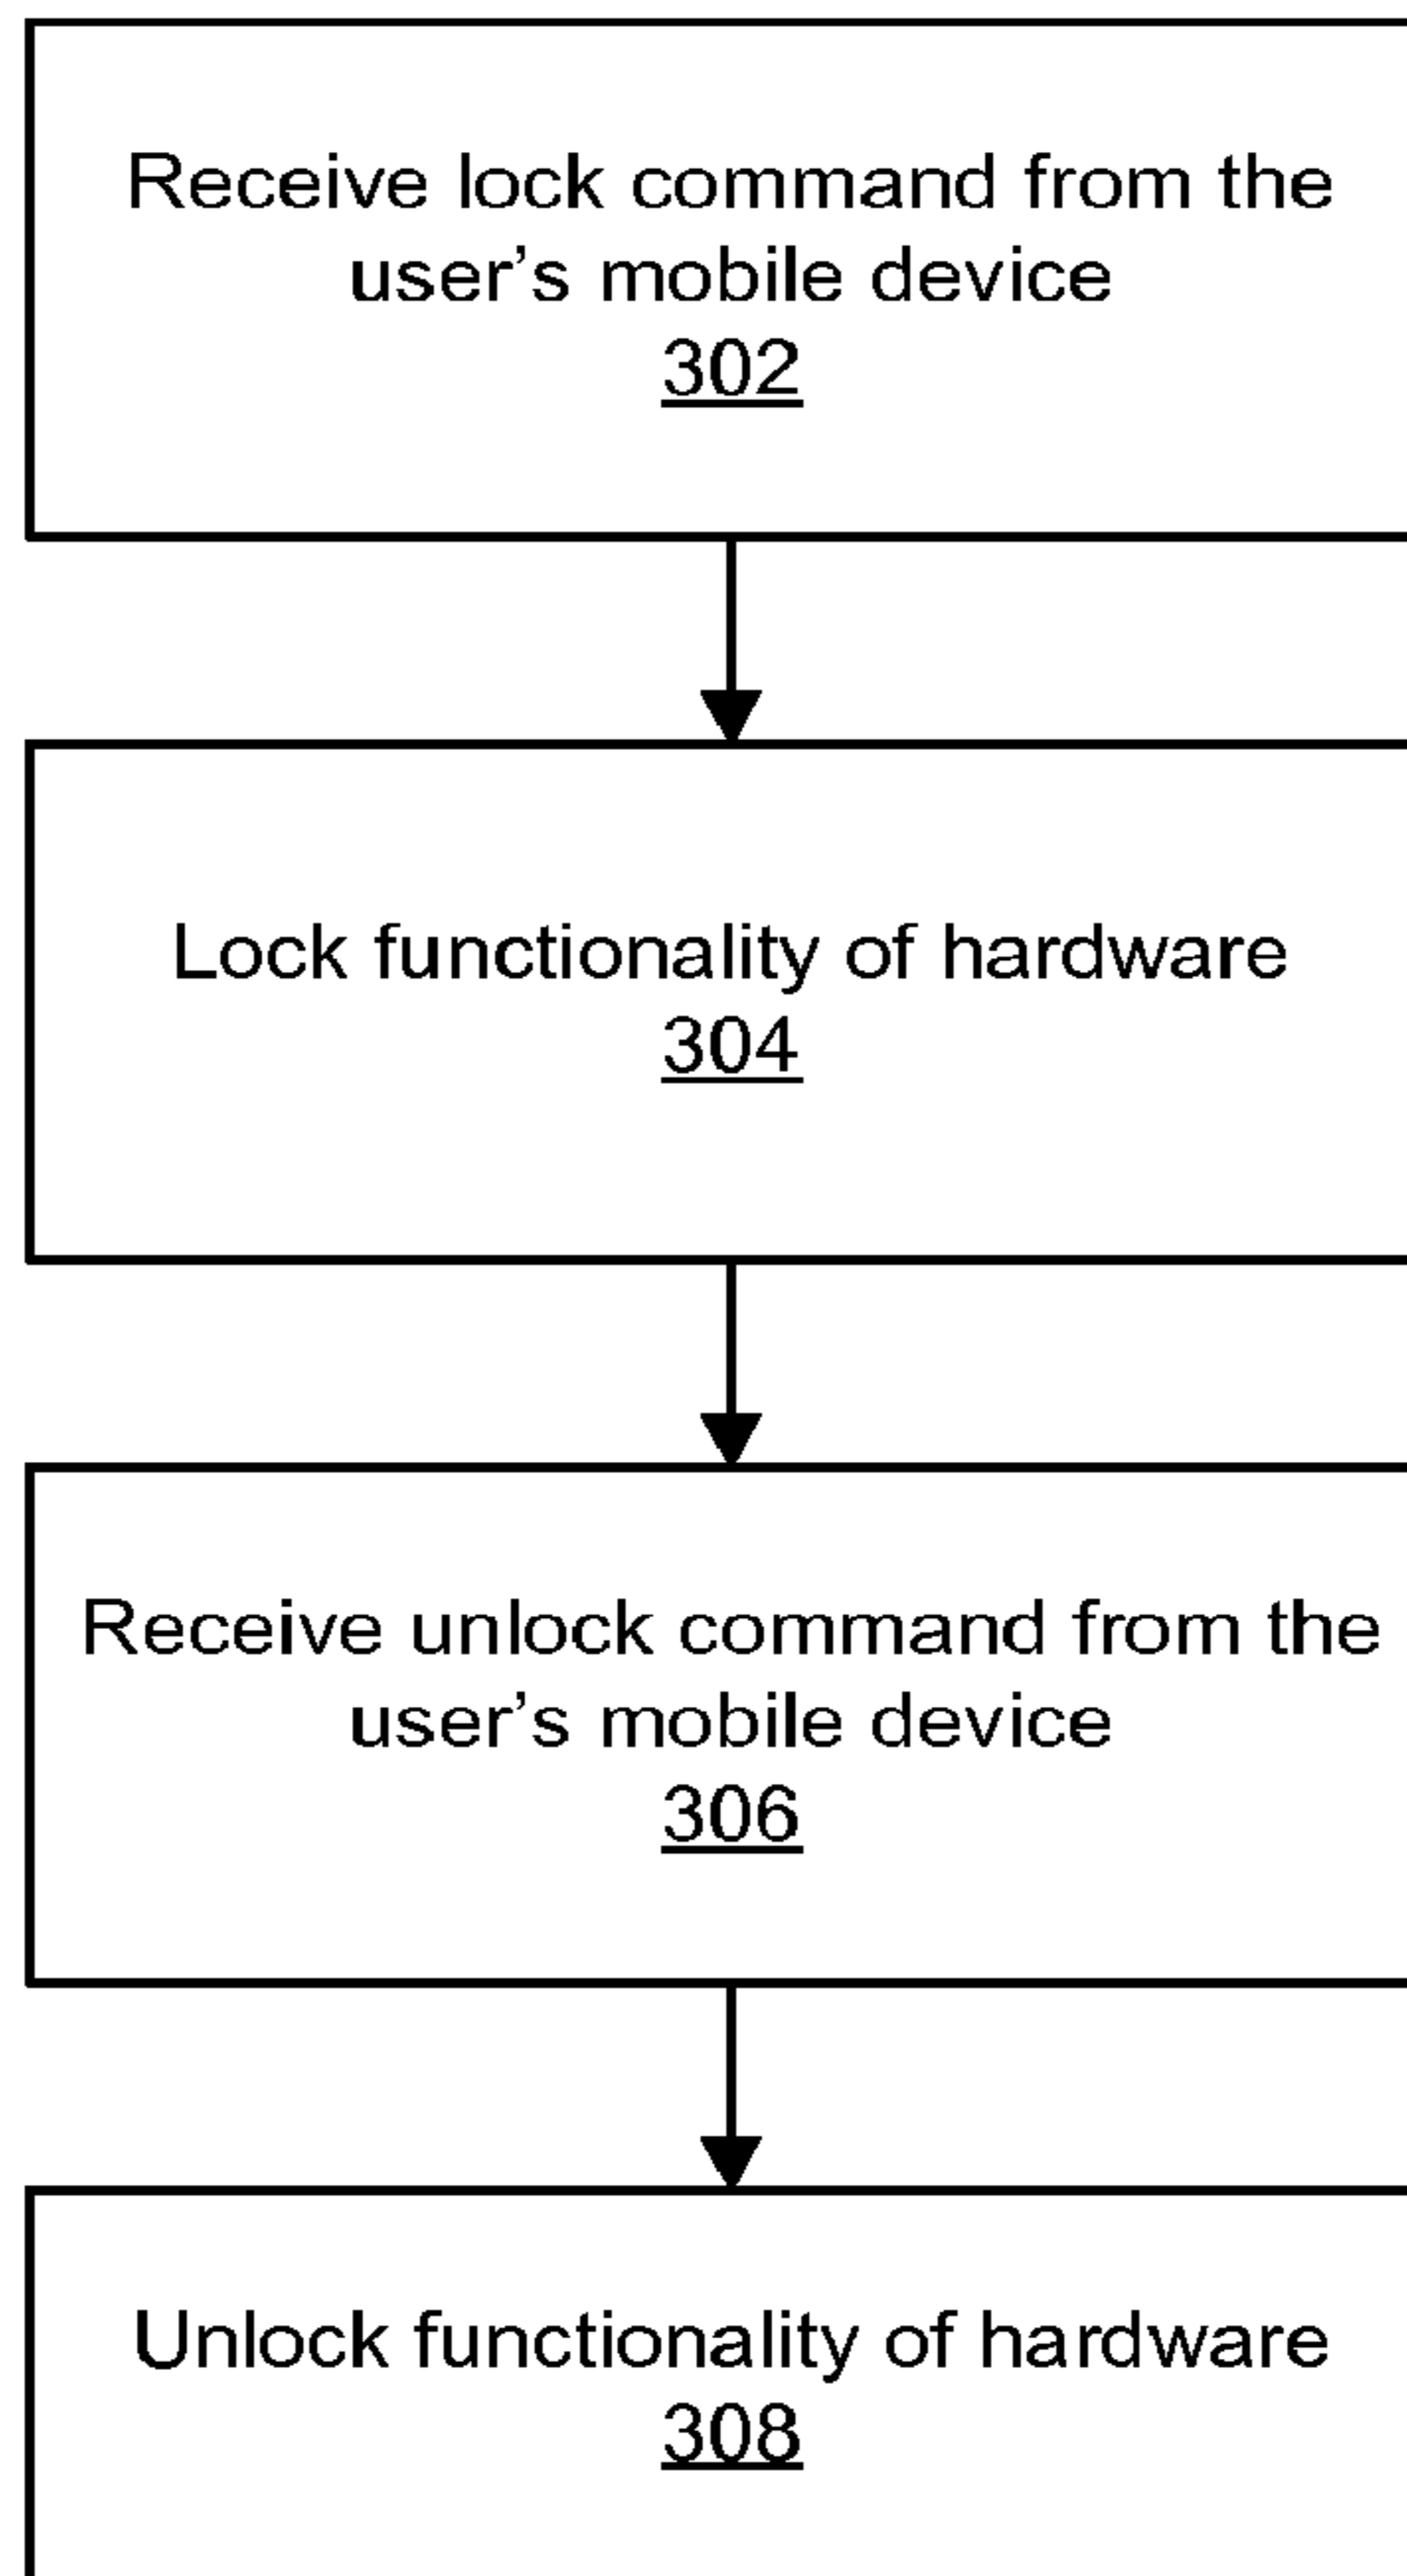 Receive lock command from the
user’s mobile device
302
Lock functionality of hardware
304
Receive unlock command from the
user’s mobile device
306
Unlock functionality of hardware
308